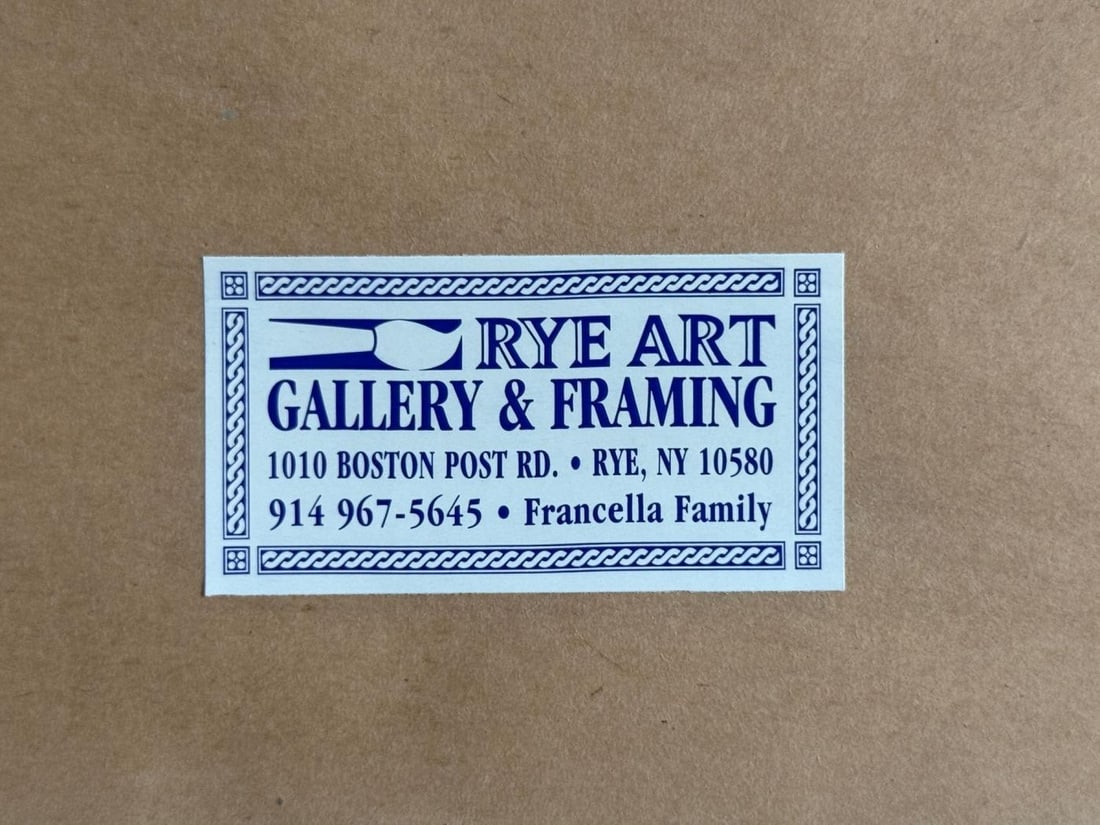 RYE ART
GALLERY & FRAMING
1010 BOSTON POST RD. • RYE, NY 10580
914 967-5645 • Francella Family